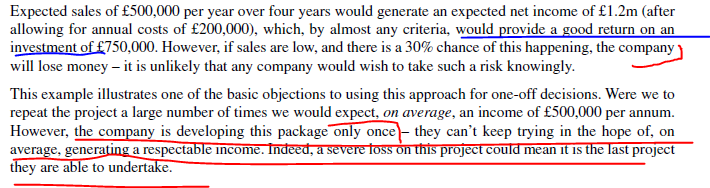 Expected sales of £500,000 per year over four years would generate an expected net income of £1.2m (after
allowing for annual costs of £200,000), which, by almost any criteria, would provide a good return on an
investment of £750,000. However, if sales are low, and there is a 30% chance of this happening, the company
will lose money – it is unlikely that any company would wish to take such a risk knowingly.
This example illustrates one of the basic objections to using this approach for one-off decisions. Were we to
repeat the project a large number of times we would expect, on average, an income of £500,000 per annum.
However, the company is developing this package only once – they can't keep trying in the hope of, on
average, generating a respectable income. Indeed, a severe loss on this project could mean it is the last project
they are able to undertake.